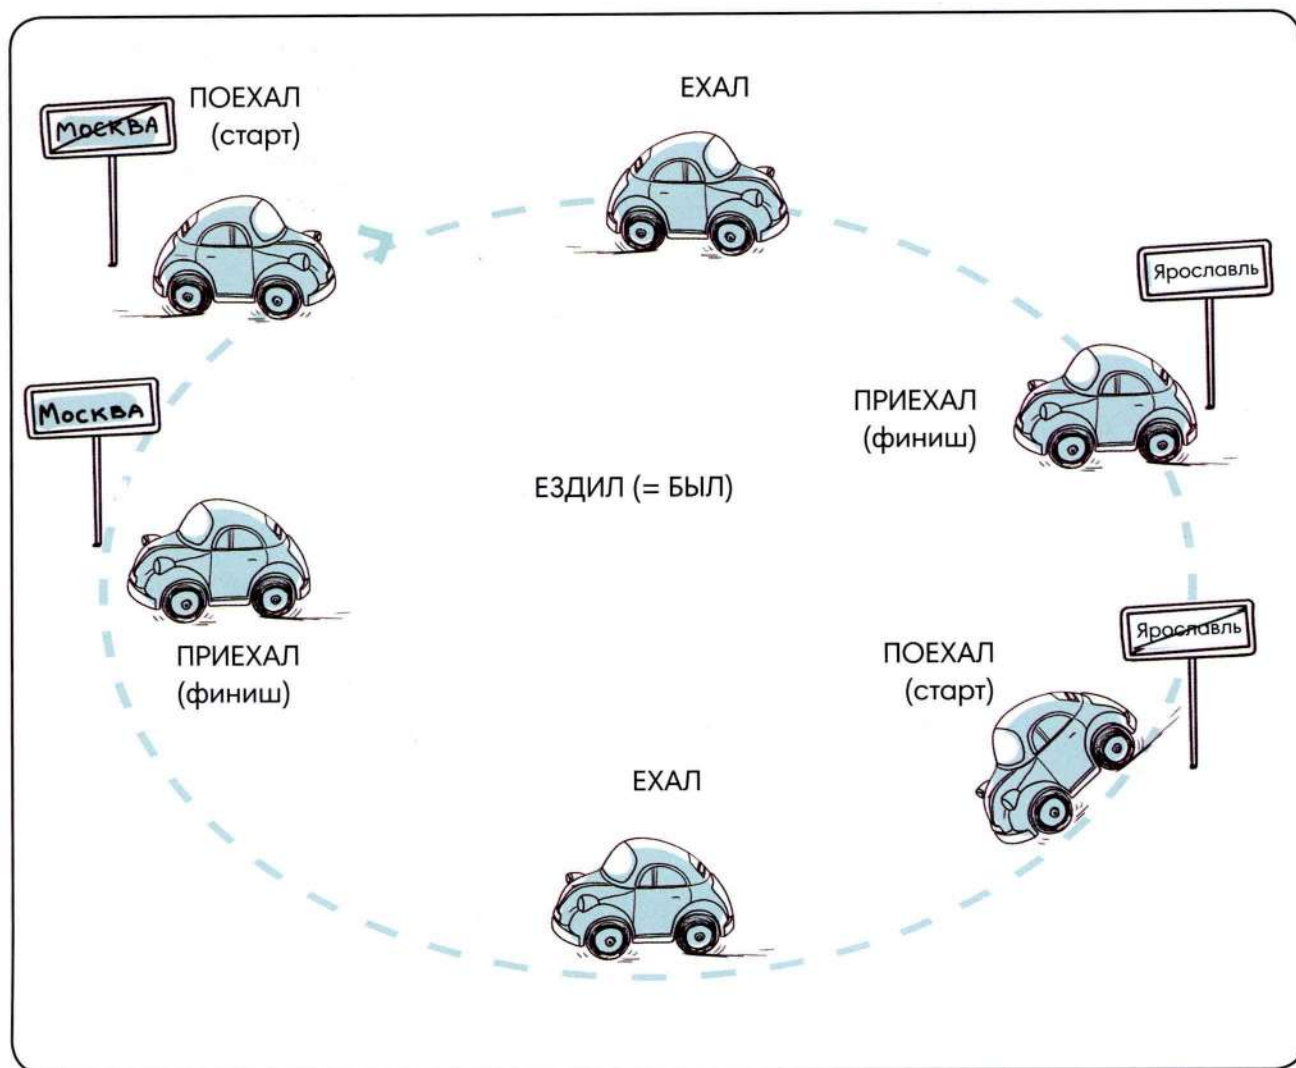 МОСКВА
ПОЕХАЛ
(старт)
ЕХАЛ
Ярославль
ПРИЕХАЛ
(финиш)
МОСКВА
ЕЗДИЛ (= БЫЛ)
ПРИЕХАЛ
(финиш)
ПОЕХАЛ
(старт)
Ярославль
ЕХАЛ